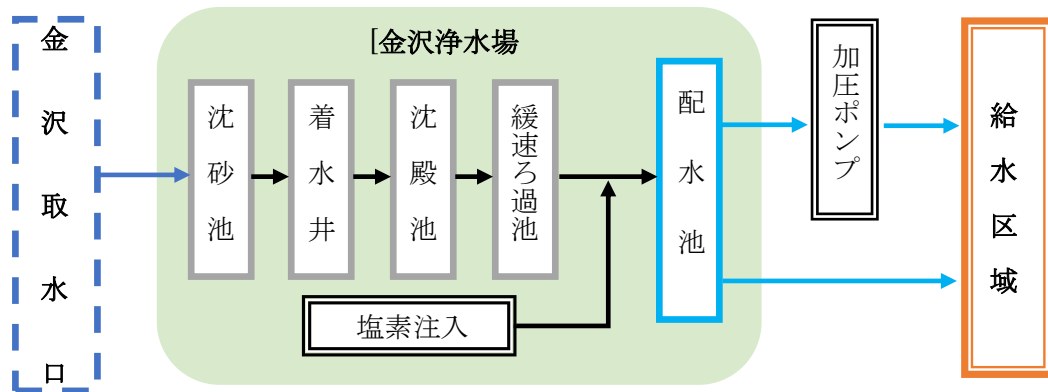 金沢取水口
[金沢浄水場
沈砂池
着水井
沈殿池
緩速ろ過池
塩素注入
配水池
加圧ポンプ
給水区域